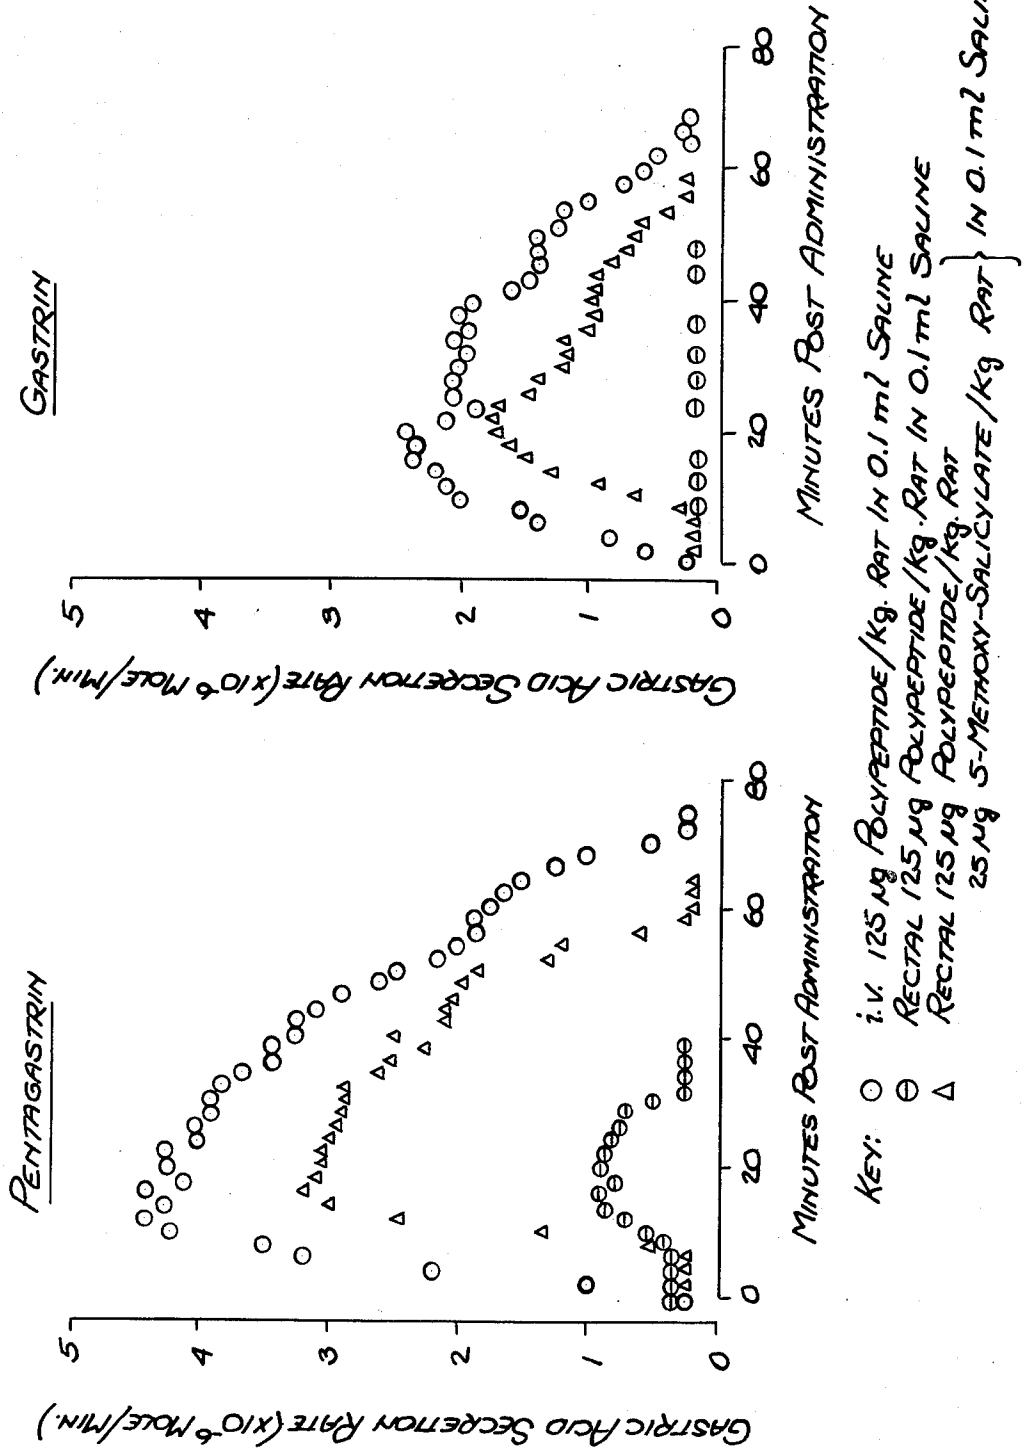 PENTAGASTRIN
GASTRIC ACID SECRETION RATE (×10⁻⁶ MOLE/MIN.)
5
4
3
2
1
0
0
20
40
60
80
MINUTES POST ADMINISTRATION
GASTRIN
GASTRIC ACID SECRETION RATE (×10⁻⁶ MOLE/MIN.)
5
4
3
2
1
0
0
20
40
60
80
MINUTES POST ADMINISTRATION
KEY: ○ i.v. 125 µg POLYPEPTIDE/Kg. RAT IN 0.1 ml SALINE
RECTAL 125 µg POLYPEPTIDE/Kg. RAT IN 0.1 ml SALINE
△ RECTAL 125 µg POLYPEPTIDE/Kg. RAT
25 µg 5-METHOXY-SALICYLATE/Kg RAT } IN 0.1 ml